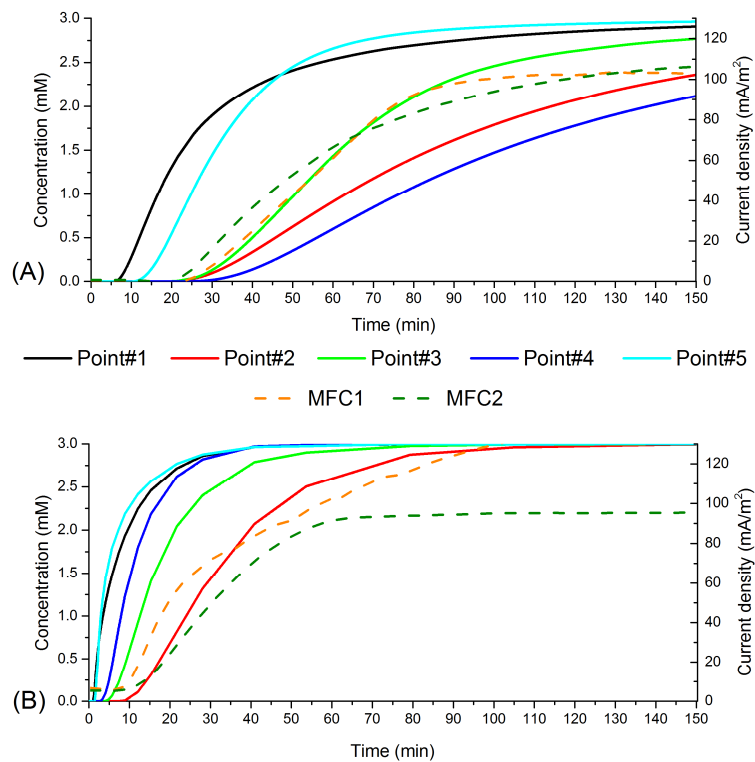 3.0
2.5
2.0
1.5
1.0
0.5
0.0
Concentration (mM)
120
100
80
60
40
20
0
Current density (mA/m²)
(A)
0 10 20 30 40 50 60 70 80 90 100 110 120 130 140 150
Time (min)
Point#1 Point#2 Point#3 Point#4 Point#5
MFC1 MFC2
3.0
2.5
2.0
1.5
1.0
0.5
0.0
Concentration (mM)
120
100
80
60
40
20
0
Current density (mA/m²)
(B)
0 10 20 30 40 50 60 70 80 90 100 110 120 130 140 150
Time (min)